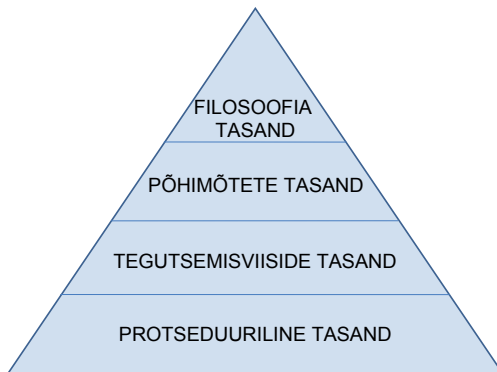 FILOSOOFIA
TASAND
PÕHIMÕTETE TASAND
TEGUTSEMISVIISIDE TASAND
PROTSEDUURILINE TASAND